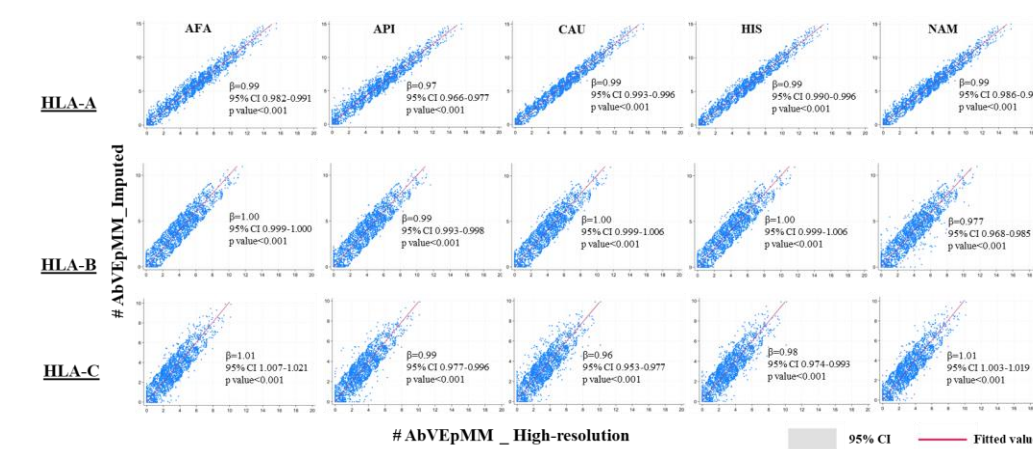 AFA API CAU HIS NAM
HLA-A
β=0.99
95% CI 0.982-0.991
p value<0.001
β=0.97
95% CI 0.966-0.977
p value<0.001
β=0.99
95% CI 0.993-0.996
p value<0.001
β=0.99
95% CI 0.990-0.996
p value<0.001
β=0.99
95% CI 0.986-0.9
p value<0.001
# AbVEpMM_Imputed
HLA-B
β=1.00
95% CI 0.999-1.000
p value<0.001
β=0.99
95% CI 0.993-0.998
p value<0.001
β=1.00
95% CI 0.999-1.006
p value<0.001
β=1.00
95% CI 0.999-1.006
p value<0.001
β=0.977
95% CI 0.968-0.985
p value<0.001
HLA-C
β=1.01
95% CI 1.007-1.021
p value<0.001
β=0.99
95% CI 0.977-0.996
p value<0.001
β=0.96
95% CI 0.953-0.977
p value<0.001
β=0.98
95% CI 0.974-0.993
p value<0.001
β=1.01
95% CI 1.003-1.019
p value<0.001
# AbVEpMM _ High-resolution
95% CI
Fitted valu